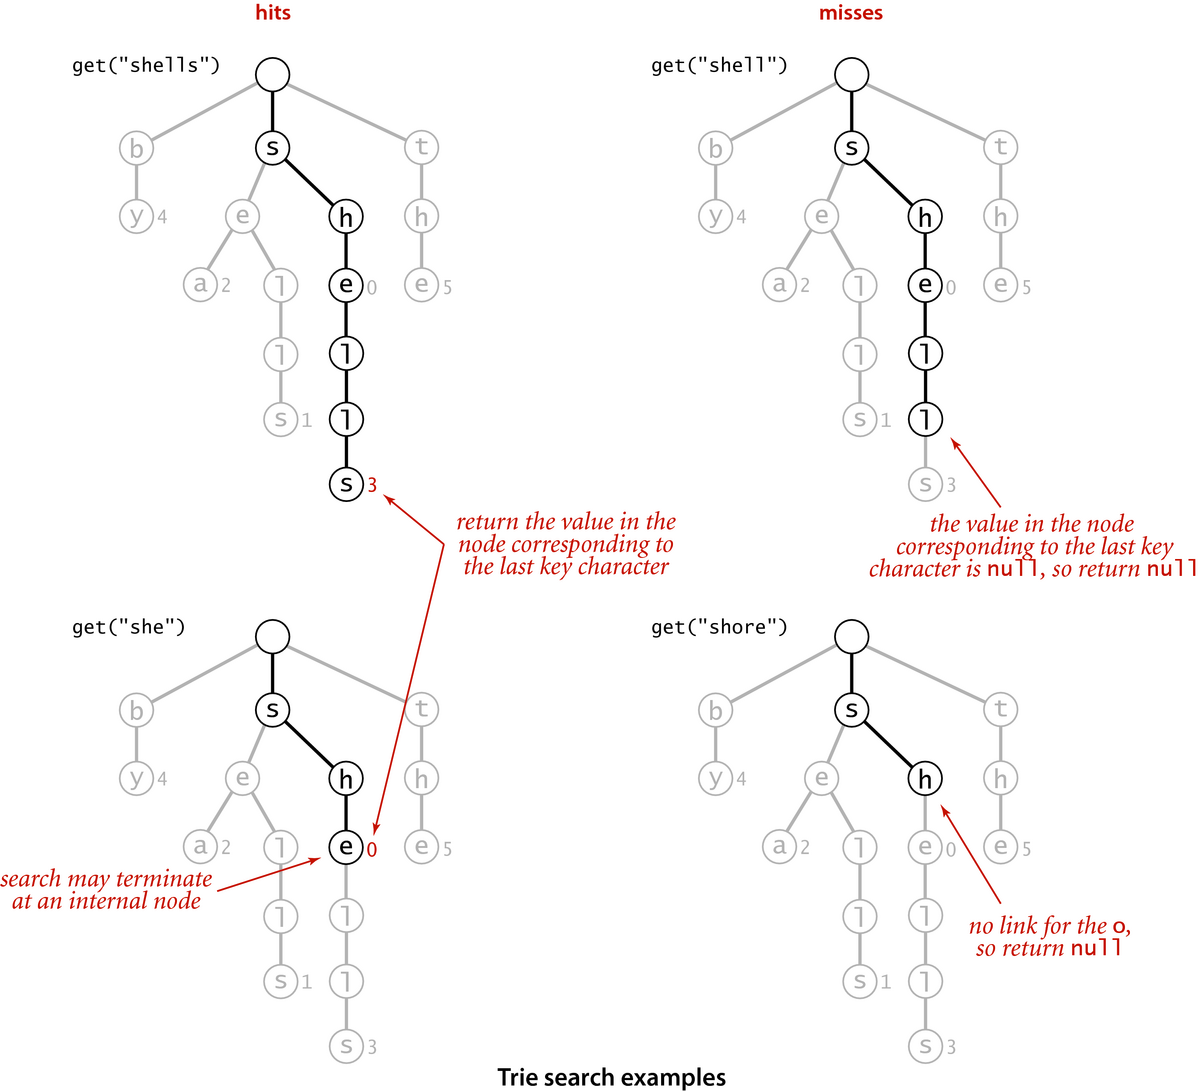 hits
misses
get("shells")
b
s
t
y 4
e
h
h
a 2
l
e 0
e 5
l
l
s 1
l
s 3
return the value in the
node corresponding to
the last key character
get("shell")
b
s
t
y 4
e
h
h
a 2
l
e 0
e 5
l
l
s 1
l
s 3
the value in the node
corresponding to the last key
character is null, so return null
get("she")
b
s
t
y 4
e
h
h
a 2
l
e 0
e 5
search may terminate
at an internal node
l
l
s 1
l
s 3
get("shore")
b
s
t
y 4
e
h
h
a 2
l
e 0
e 5
l
l
s 1
l
s 3
no link for the o,
so return null
Trie search examples